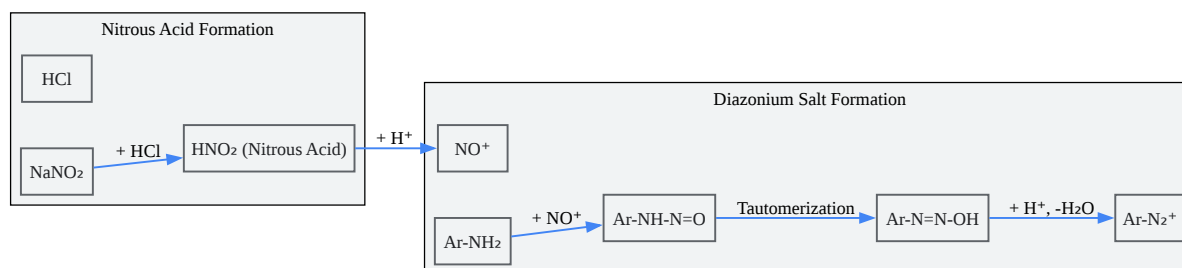 Nitrous Acid Formation
HCl
NaNO₂
+ HCl
HNO₂ (Nitrous Acid)
+ H⁺
Diazonium Salt Formation
NO⁺
Ar-NH₂
+ NO⁺
Ar-NH-N=O
Tautomerization
Ar-N=N-OH
+ H⁺, -H₂O
Ar-N₂⁺